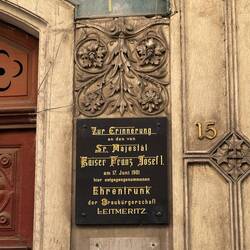 Zur Erinnerung
an den von
Sr. Majestät
Kaiser Franz Josef I.
am 17. Juni 1901
hier entgegengenommenen
Ehrentrunk
der Braubürgerschaft
LEITMERITZ.
15